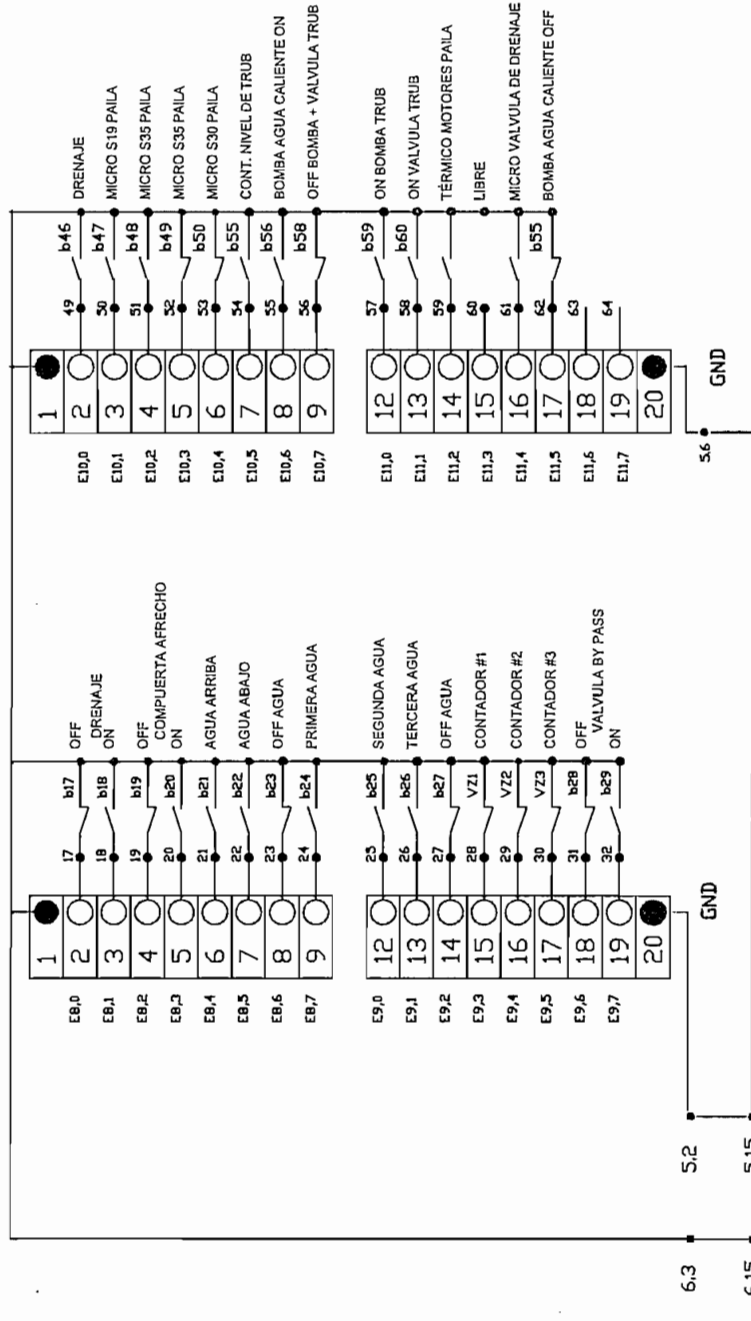 1
E8,0 2 17 b17 OFF
DRENAJE
E8,1 3 18 b18 ON
E8,2 4 19 b19 OFF
COMPUERTA AFRECHO
E8,3 5 20 b20 ON
E8,4 6 21 b21 AGUA ARRIBA
E8,5 7 22 b22 AGUA ABAJO
E8,6 8 23 b23 OFF AGUA
E8,7 9 24 b24 PRIMERA AGUA
E9,0 12 25 b25 SEGUNDA AGUA
E9,1 13 26 b26 TERCERA AGUA
E9,2 14 27 b27 OFF AGUA
E9,3 15 28 VZ1 CONTADOR #1
E9,4 16 29 VZ2 CONTADOR #2
E9,5 17 30 VZ3 CONTADOR #3
E9,6 18 31 b28 OFF
VALVULA BY PASS
E9,7 19 32 b29 ON
20
GND
1
E10,0 2 49 b46 DRENAJE
E10,1 3 50 b47 MICRO S19 PAILA
E10,2 4 51 b48 MICRO S35 PAILA
E10,3 5 52 b49 MICRO S35 PAILA
E10,4 6 53 b50 MICRO S30 PAILA
E10,5 7 54 b55 CONT. NIVEL DE TRUB
E10,6 8 55 b56 BOMBA AGUA CALIENTE ON
E10,7 9 56 b58 OFF BOMBA + VALVULA TRUB
E11,0 12 57 b59 ON BOMBA TRUB
E11,1 13 58 b60 ON VALVULA TRUB
E11,2 14 59 TÉRMICO MOTORES PAILA
E11,3 15 60 LIBRE
E11,4 16 61 MICRO VALVULA DE DRENAJE
E11,5 17 62 b55 BOMBA AGUA CALIENTE OFF
E11,6 18 63
E11,7 19 64
20
GND
5.6
6.3 5.2
6.15 5.15